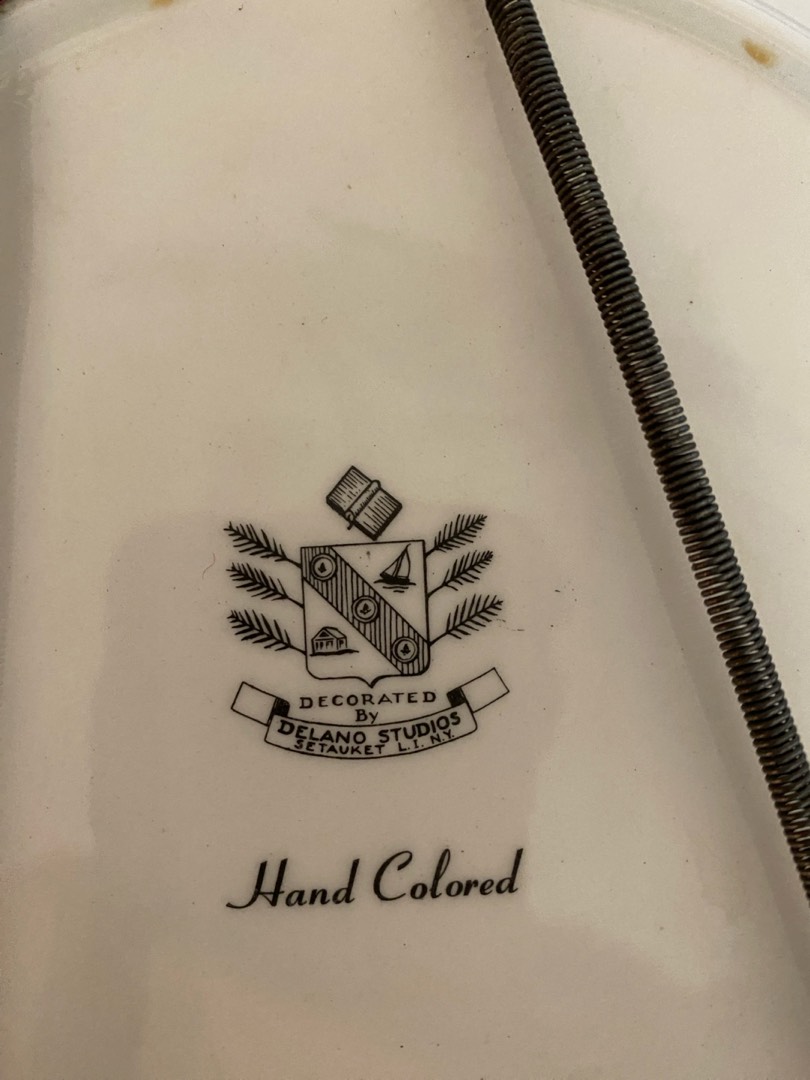 DECORATED
By
DELANO STUDIOS
SETAUKET L.I. N.Y.
Hand Colored